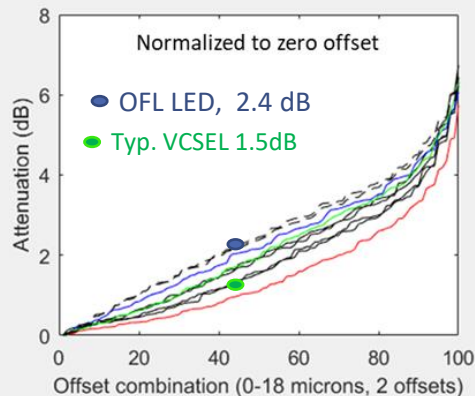 Normalized to zero offset
OFL LED, 2.4 dB
Typ. VCSEL 1.5dB
Attenuation (dB)
8
6
4
2
0
0 20 40 60 80 100
Offset combination (0-18 microns, 2 offsets)